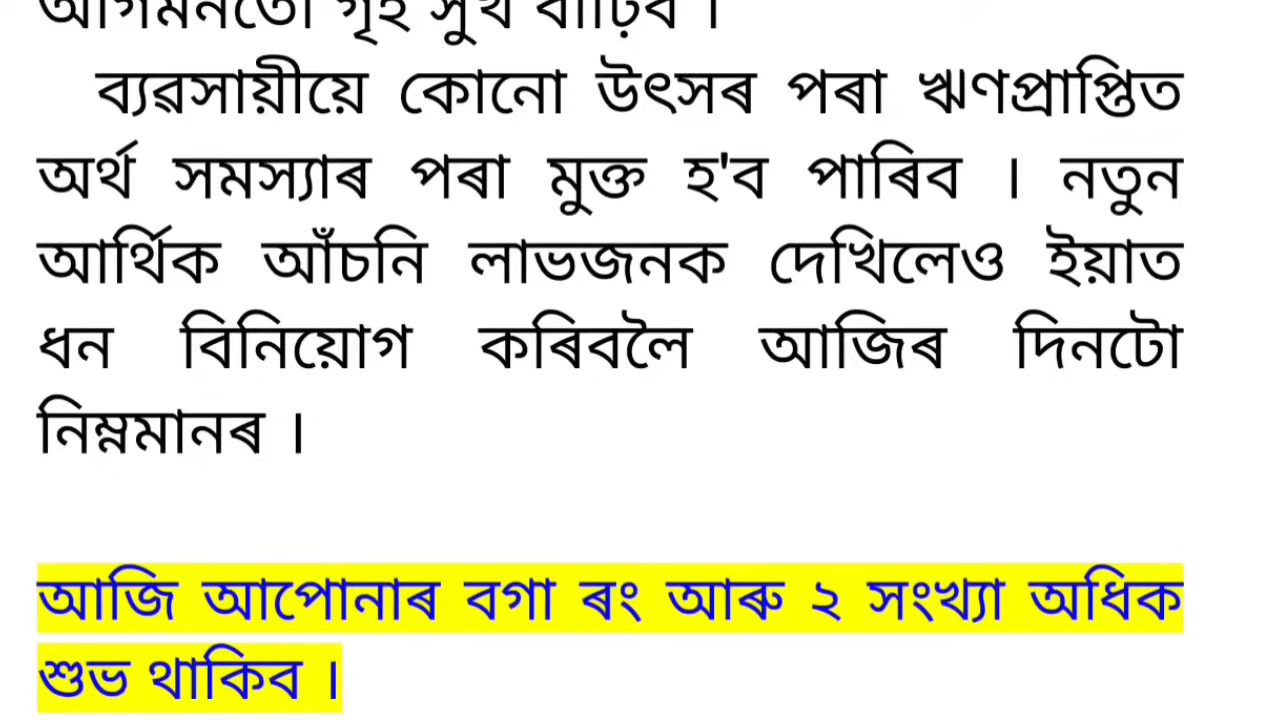 আগমনতো গৃহ সুখ বাঢ়িব ।
ব্যৱসায়ীয়ে কোনো উৎসৰ পৰা ঋণপ্ৰাপ্তিত
অৰ্থ সমস্যাৰ পৰা মুক্ত হ'ব পাৰিব । নতুন
আৰ্থিক আঁচনি লাভজনক দেখিলেও ইয়াত
ধন বিনিয়োগ কৰিবলৈ আজিৰ দিনটো
নিম্নমানৰ ।
আজি আপোনাৰ বগা ৰং আৰু ২ সংখ্যা অধিক
শুভ থাকিব ।